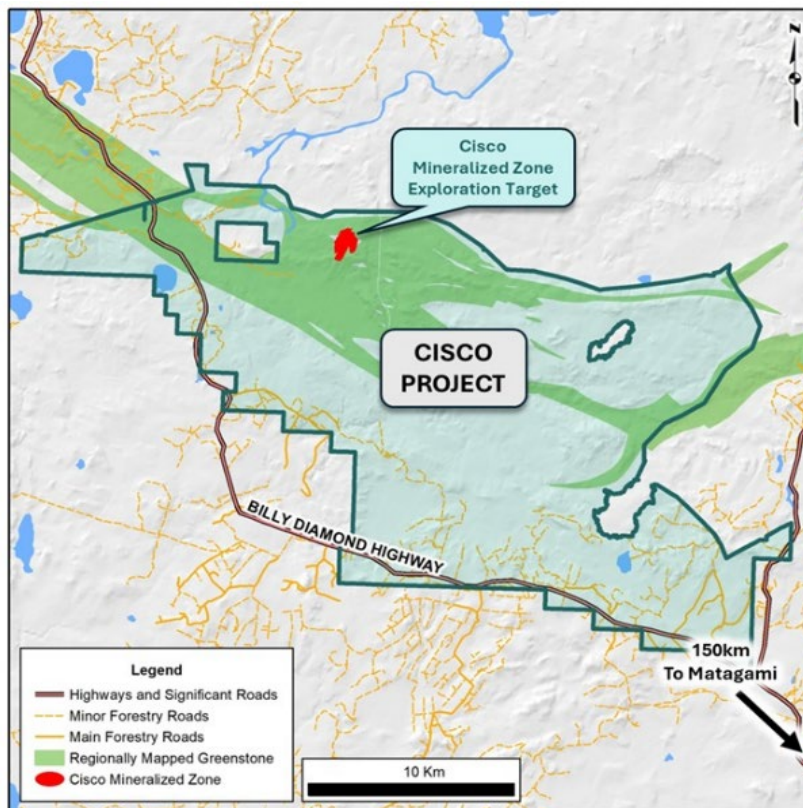 N
Cisco
Mineralized Zone
Exploration Target
CISCO
PROJECT
BILLY DIAMOND HIGHWAY
150km
To Matagami
Legend
Highways and Significant Roads
Minor Forestry Roads
Main Forestry Roads
Regionally Mapped Greenstone
Cisco Mineralized Zone
10 Km